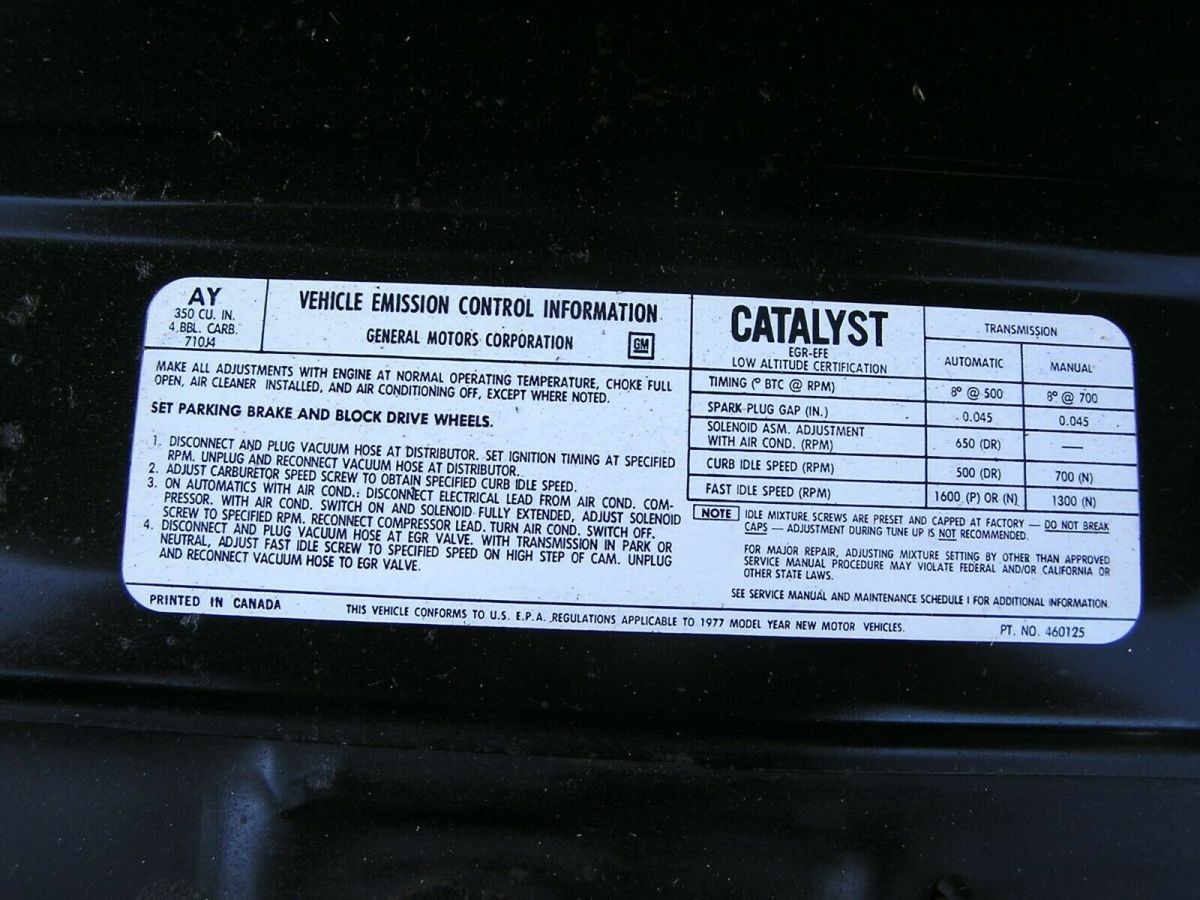 AY
350 CU. IN.
4 BBL. CARB.
710J4
VEHICLE EMISSION CONTROL INFORMATION
GENERAL MOTORS CORPORATION
GM
MAKE ALL ADJUSTMENTS WITH ENGINE AT NORMAL OPERATING TEMPERATURE, CHOKE FULL
OPEN, AIR CLEANER INSTALLED, AND AIR CONDITIONING OFF, EXCEPT WHERE NOTED.
SET PARKING BRAKE AND BLOCK DRIVE WHEELS.
1. DISCONNECT AND PLUG VACUUM HOSE AT DISTRIBUTOR. SET IGNITION TIMING AT SPECIFIED
RPM. UNPLUG AND RECONNECT VACUUM HOSE AT DISTRIBUTOR.
2. ADJUST CARBURETOR SPEED SCREW TO OBTAIN SPECIFIED CURB IDLE SPEED.
3. ON AUTOMATICS WITH AIR COND.: DISCONNECT ELECTRICAL LEAD FROM AIR COND. COM-
PRESSOR. WITH AIR COND. SWITCH ON AND SOLENOID FULLY EXTENDED, ADJUST SOLENOID
SCREW TO SPECIFIED RPM. RECONNECT COMPRESSOR LEAD. TURN AIR COND. SWITCH OFF.
4. DISCONNECT AND PLUG VACUUM HOSE AT EGR VALVE. WITH TRANSMISSION IN PARK OR
NEUTRAL, ADJUST FAST IDLE SCREW TO SPECIFIED SPEED ON HIGH STEP OF CAM. UNPLUG
AND RECONNECT VACUUM HOSE TO EGR VALVE.
CATALYST
EGR-EFE
LOW ALTITUDE CERTIFICATION
TRANSMISSION
AUTOMATIC MANUAL
TIMING (° BTC @ RPM) 8° @ 500 8° @ 700
SPARK PLUG GAP (IN.) 0.045 0.045
SOLENOID ASM. ADJUSTMENT
WITH AIR COND. (RPM) 650 (DR) —
CURB IDLE SPEED (RPM) 500 (DR) 700 (N)
FAST IDLE SPEED (RPM) 1600 (P) OR (N) 1300 (N)
NOTE IDLE MIXTURE SCREWS ARE PRESET AND CAPPED AT FACTORY — DO NOT BREAK
CAPS — ADJUSTMENT DURING TUNE UP IS NOT RECOMMENDED.
FOR MAJOR REPAIR, ADJUSTING MIXTURE SETTING BY OTHER THAN APPROVED
SERVICE MANUAL PROCEDURE MAY VIOLATE FEDERAL AND/OR CALIFORNIA OR
OTHER STATE LAWS.
SEE SERVICE MANUAL AND MAINTENANCE SCHEDULE I FOR ADDITIONAL INFORMATION.
PRINTED IN CANADA THIS VEHICLE CONFORMS TO U.S. E.P.A. REGULATIONS APPLICABLE TO 1977 MODEL YEAR NEW MOTOR VEHICLES. PT. NO. 460125